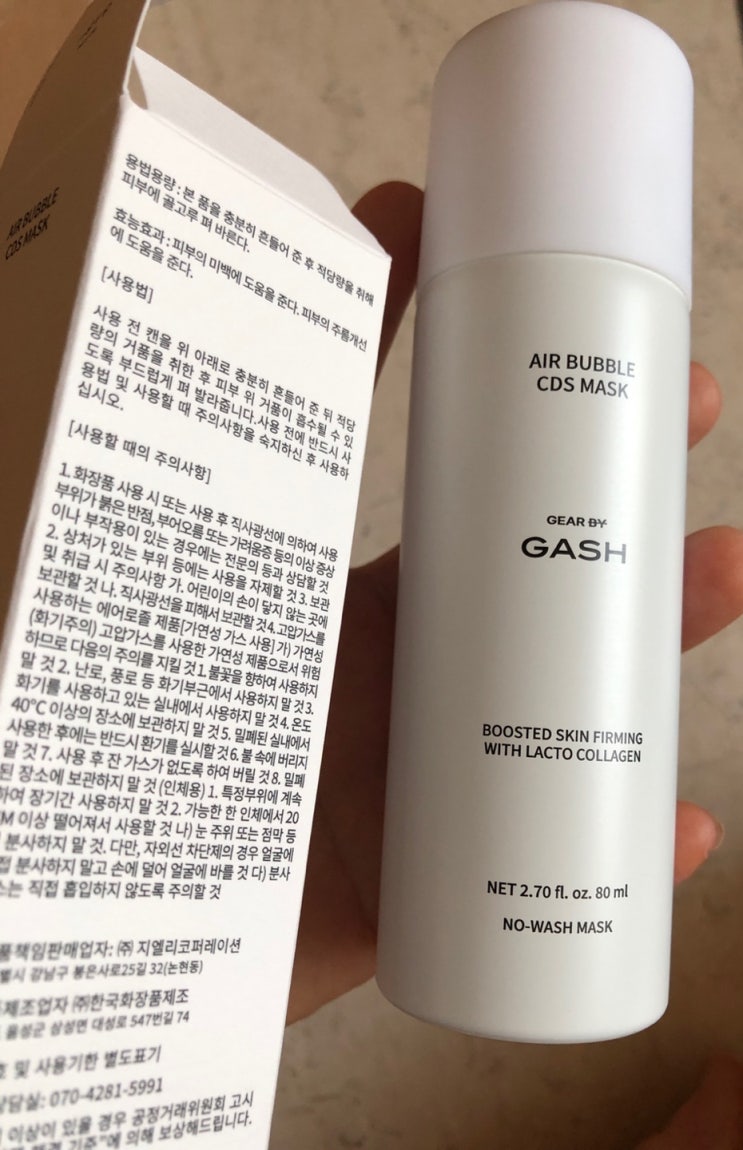 AIR BUBBLE
CDS MASK
용법용량 : 본 품을 충분히 흔들어 준 후 적당량을 취해
피부에 골고루 펴 바른다.
효능효과 : 피부의 미백에 도움을 준다. 피부의 주름개선
에 도움을 준다.
[사용법]
사용 전 캔을 위 아래로 충분히 흔들어 준 뒤 적당
량의 거품을 취한 후 피부 위 거품이 흡수될 수 있
도록 부드럽게 펴 발라줍니다. 사용 전에 반드시 사
용법 및 사용할 때 주의사항을 숙지하신 후 사용하
십시오.
[사용할 때의 주의사항]
1. 화장품 사용 시 또는 사용 후 직사광선에 의하여 사용
부위가 붉은 반점, 부어오름 또는 가려움증 등의 이상 증상
이나 부작용이 있는 경우에는 전문의 등과 상담할 것
2. 상처가 있는 부위 등에는 사용을 자제할 것 3. 보관
및 취급 시 주의사항 가. 어린이의 손이 닿지 않는 곳에
보관할 것 나. 직사광선을 피해서 보관할 것 4. 고압가스를
사용하는 에어로졸 제품[가연성 가스 사용] 가) 가연성
(화기주의) 고압가스를 사용한 가연성 제품으로서 위험
하므로 다음의 주의를 지킬 것 1. 불꽃을 향하여 사용하지
말 것 2. 난로, 풍로 등 화기부근에서 사용하지 말 것 3.
화기를 사용하고 있는 실내에서 사용하지 말 것 4. 온도
40°C 이상의 장소에 보관하지 말 것 5. 밀폐된 실내에서
사용한 후에는 반드시 환기를 실시할 것 6. 불 속에 버리지
말 것 7. 사용 후 잔 가스가 없도록 하여 버릴 것 8. 밀폐
된 장소에 보관하지 말 것 (인체용) 1. 특정부위에 계속
하여 장기간 사용하지 말 것 2. 가능한 한 인체에서 20
CM 이상 떨어져서 사용할 것 나) 눈 주위 또는 점막 등
분사하지 말 것. 다만, 자외선 차단제의 경우 얼굴에
접 분사하지 말고 손에 덜어 얼굴에 바를 것 다) 분사
스는 직접 흡입하지 않도록 주의할 것
품책임판매업자: ㈜ 지엘리코퍼레이션
별시 강남구 봉은사로25길 32(논현동)
제조업자 ㈜한국화장품제조
음성군 삼성면 대성로 547번길 74
호 및 사용기한 별도표기
상담실: 070-4281-5991
이상이 있을 경우 공정거래위원회 고시
해결 기준"에 의해 보상해드립니다.
AIR BUBBLE
CDS MASK
GEAR BY
GASH
BOOSTED SKIN FIRMING
WITH LACTO COLLAGEN
NET 2.70 fl. oz. 80 ml
NO-WASH MASK